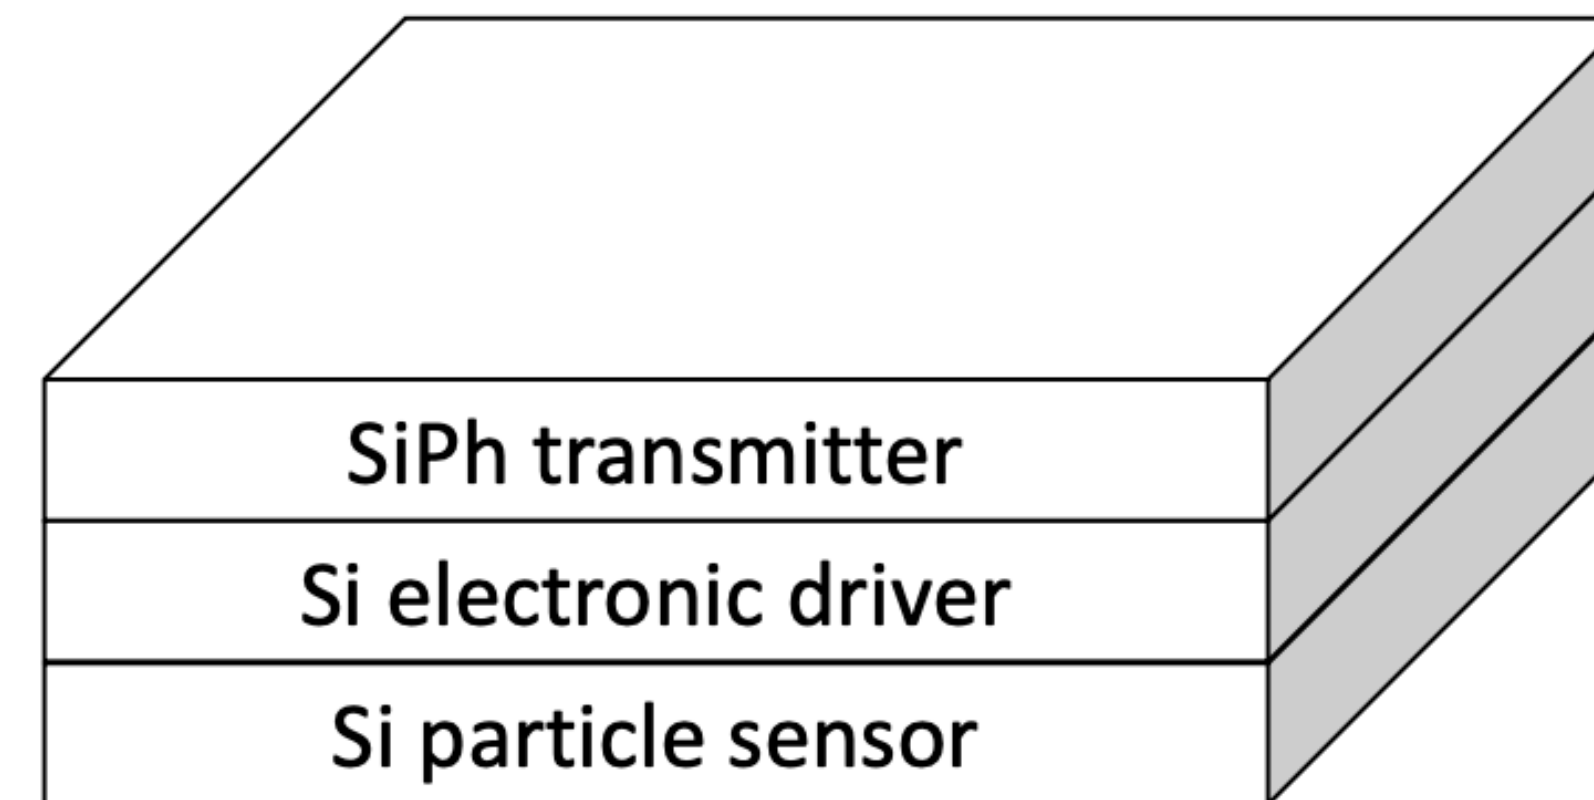 SiPh transmitter
Si electronic driver
Si particle sensor